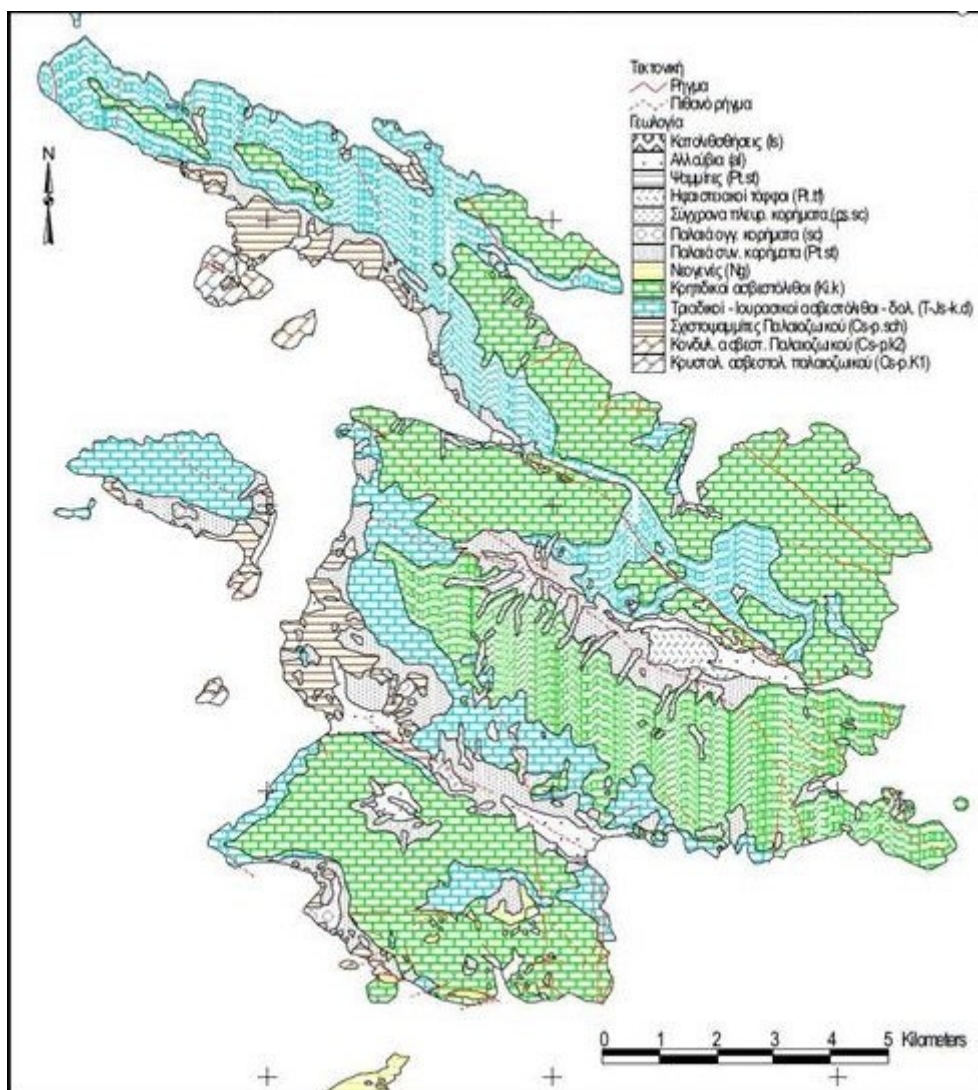 Τεκτονική
Ρήγμα
Πιθανό ρήγμα
Γεωλογία
Κατολισθήσεις (ls)
Αλλούβια (al)
Ψαμμίτες (Pt.st)
Ηφαιστειακοί τόφφοι (Pt.tf)
Σύγχρονα πλευρ. κορήματα,(cs.sc)
Παλαιά ογκ. κορήματα (sc)
Παλαιά συν. κορήματα (Pt.st)
Νεογενές (Ng)
Κρητιδικοί ασβεστόλιθοι (Ki.k)
Τριαδικοί - Ιουρασικοί ασβεστόλιθοι - δολ. (T-Js-k.d)
Σχιστοψαμμίτες Παλαιοζωικού (Cs-p.sch)
Κονδυλ. ασβεστ. Παλαιοζωικού (Cs-p.k2)
Κρυσταλ. ασβεστολ. παλαιοζωικού (Cs-p.K1)
N
S
0 1 2 3 4 5 Kilometers